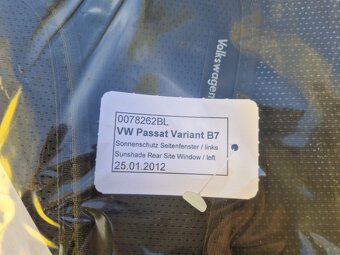 Volkswagen
0078262BL
VW Passat Variant B7
Sonnenschutz Seitenfenster / links
Sunshade Rear Site Window / left
25.01.2012